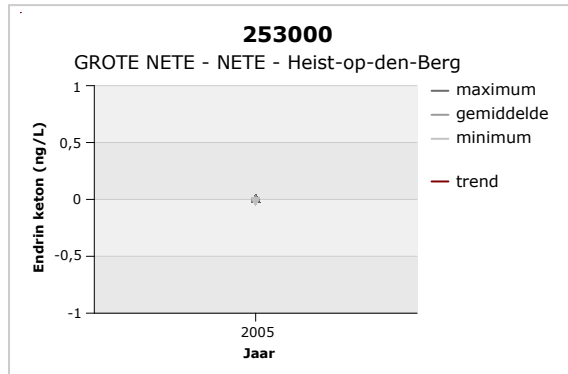 253000
GROTE NETE - NETE - Heist-op-den-Berg
1
0,5
0
-0,5
-1
Endrin keton (ng/L)
2005
Jaar
maximum
gemiddelde
minimum
trend